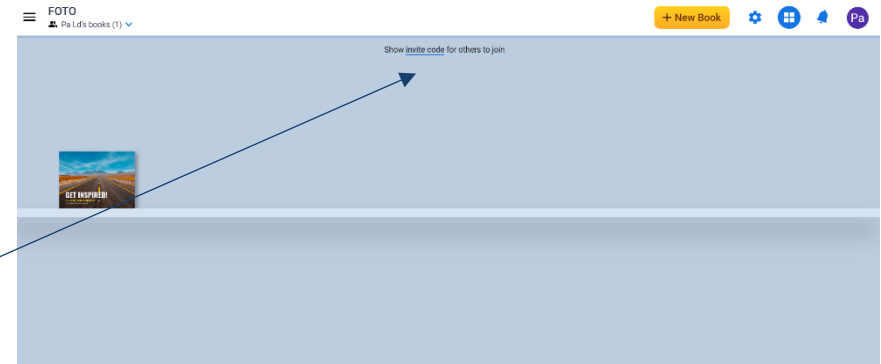 FOTO
Pa Ld's books (1)
+ New Book
Pa
Show invite code for others to join
GET INSPIRED!